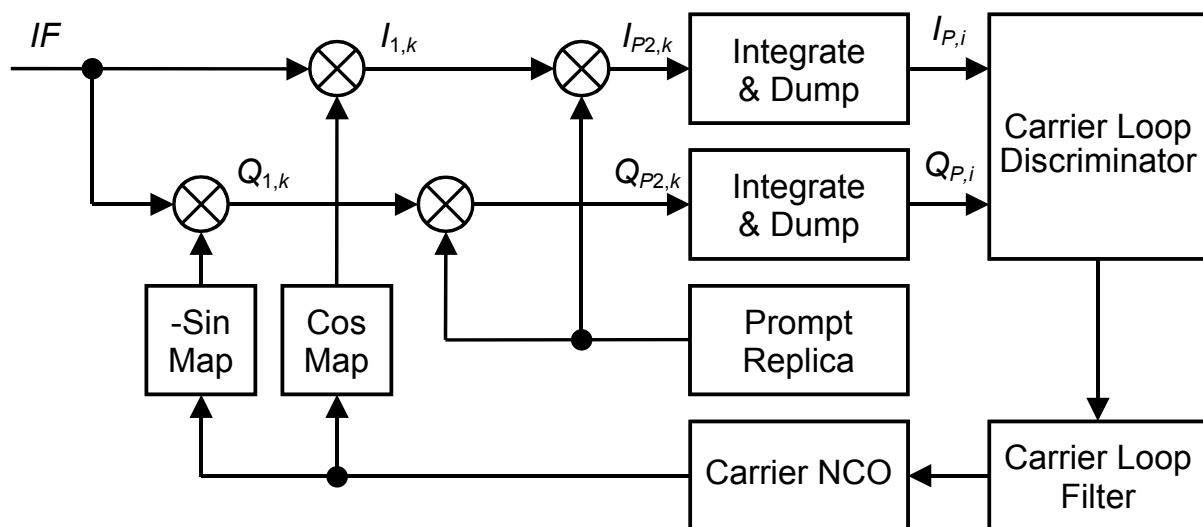 IF
I1,k
IP2,k
Integrate
& Dump
IP,i
Carrier Loop
Discriminator
Q1,k
QP2,k
Integrate
& Dump
QP,i
-Sin
Map
Cos
Map
Prompt
Replica
Carrier NCO
Carrier Loop
Filter